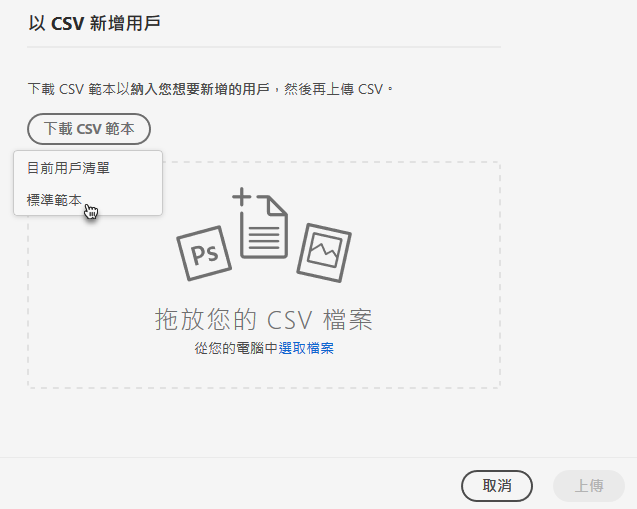 以 CSV 新增用戶
下載 CSV 範本以納入您想要新增的用戶，然後再上傳 CSV。
下載 CSV 範本
目前用戶清單
標準範本
Ps
拖放您的 CSV 檔案
從您的電腦中選取檔案
取消
上傳